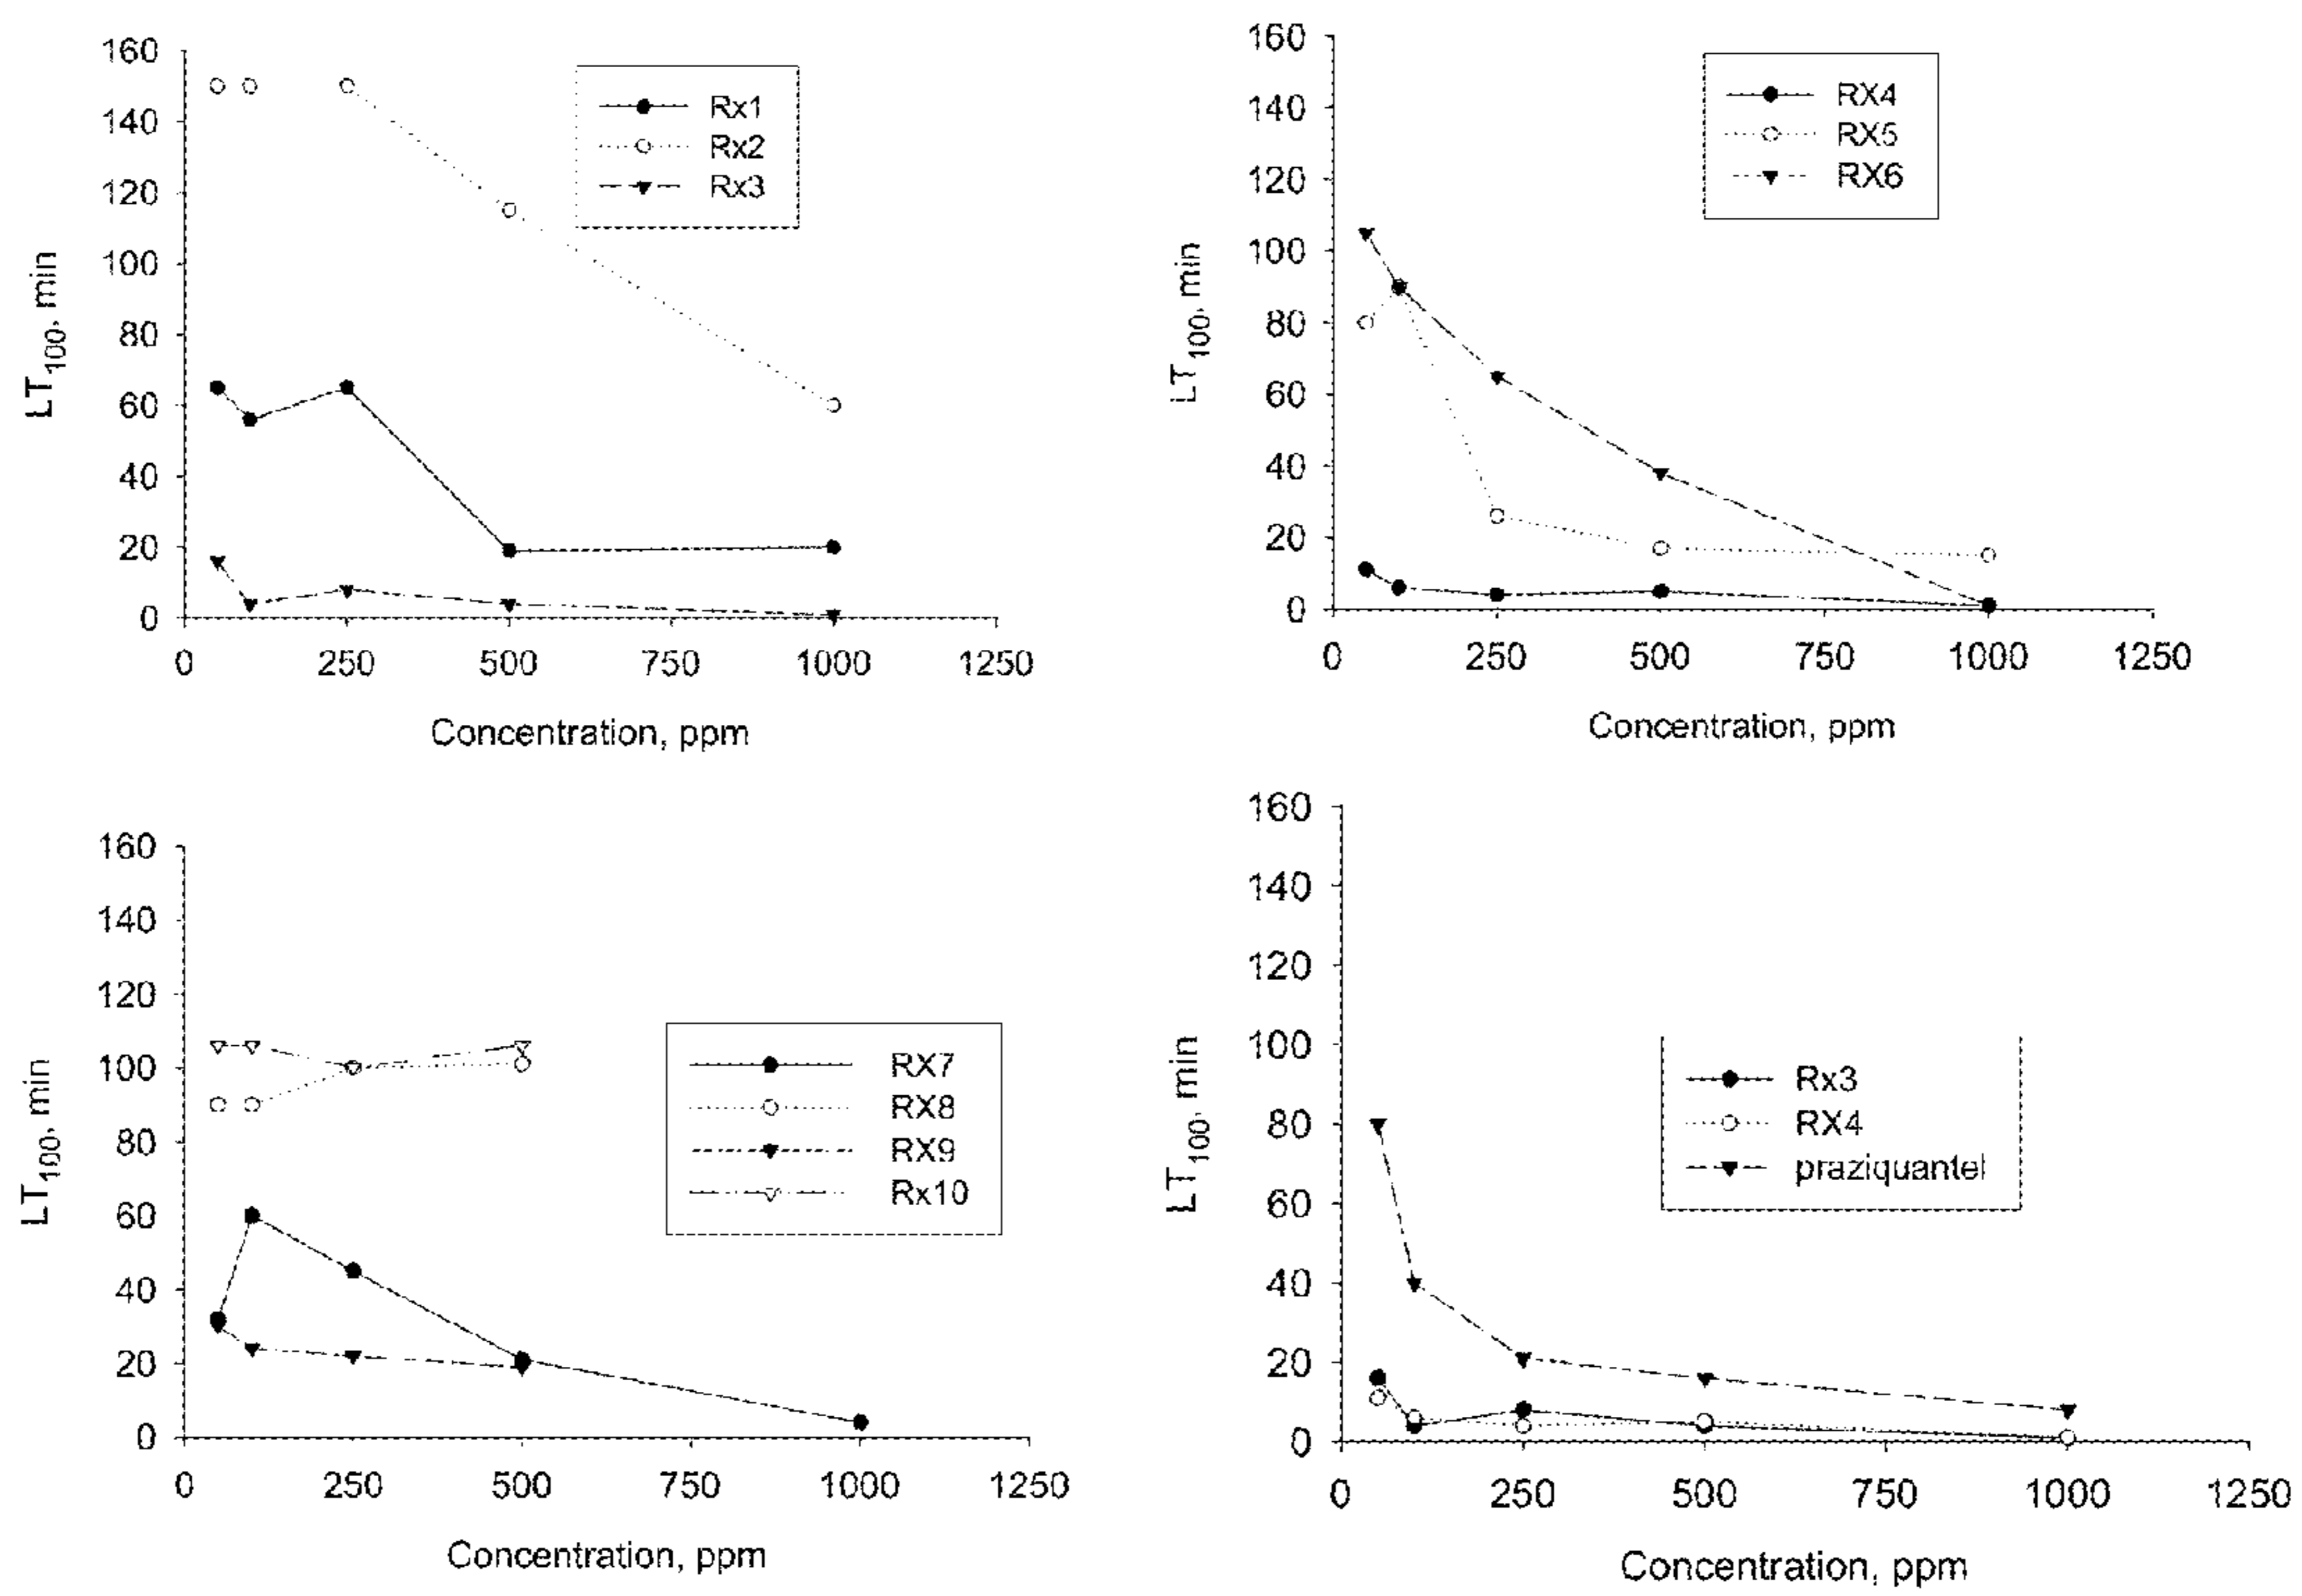 160
140
120
100
80
60
40
20
0
LT100, min
Rx1
Rx2
Rx3
0 250 500 750 1000 1250
Concentration, ppm
160
140
120
100
80
60
40
20
0
LT100, min
RX4
RX5
RX6
0 250 500 750 1000 1250
Concentration, ppm
160
140
120
100
80
60
40
20
0
LT100, min
RX7
RX8
RX9
Rx10
0 250 500 750 1000 1250
Concentration, ppm
160
140
120
100
80
60
40
20
0
LT100, min
Rx3
RX4
praziquantel
0 250 500 750 1000 1250
Concentration, ppm